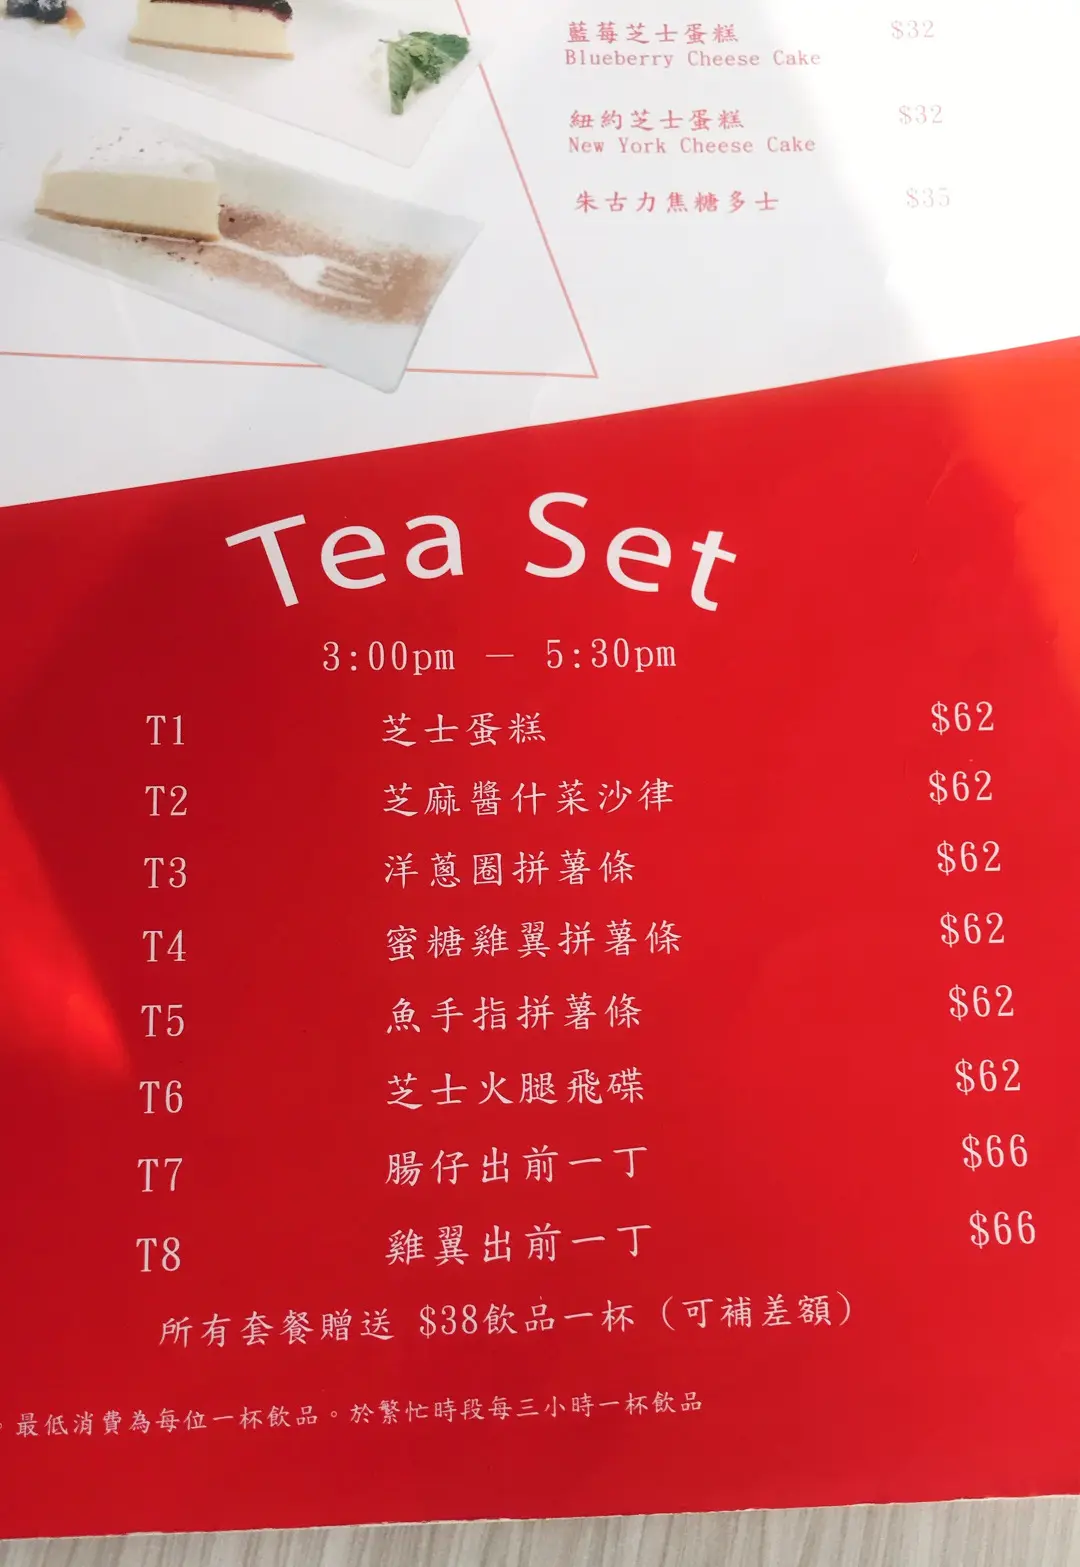 藍莓芝士蛋糕 $32
Blueberry Cheese Cake
紐約芝士蛋糕 $32
New York Cheese Cake
朱古力焦糖多士 $35
Tea Set
3:00pm — 5:30pm
T1 芝士蛋糕 $62
T2 芝麻醬什菜沙律 $62
T3 洋蔥圈拼薯條 $62
T4 蜜糖雞翼拼薯條 $62
T5 魚手指拼薯條 $62
T6 芝士火腿飛碟 $62
T7 腸仔出前一丁 $66
T8 雞翼出前一丁 $66
所有套餐贈送 $38飲品一杯（可補差額）
。最低消費為每位一杯飲品。於繁忙時段每三小時一杯飲品